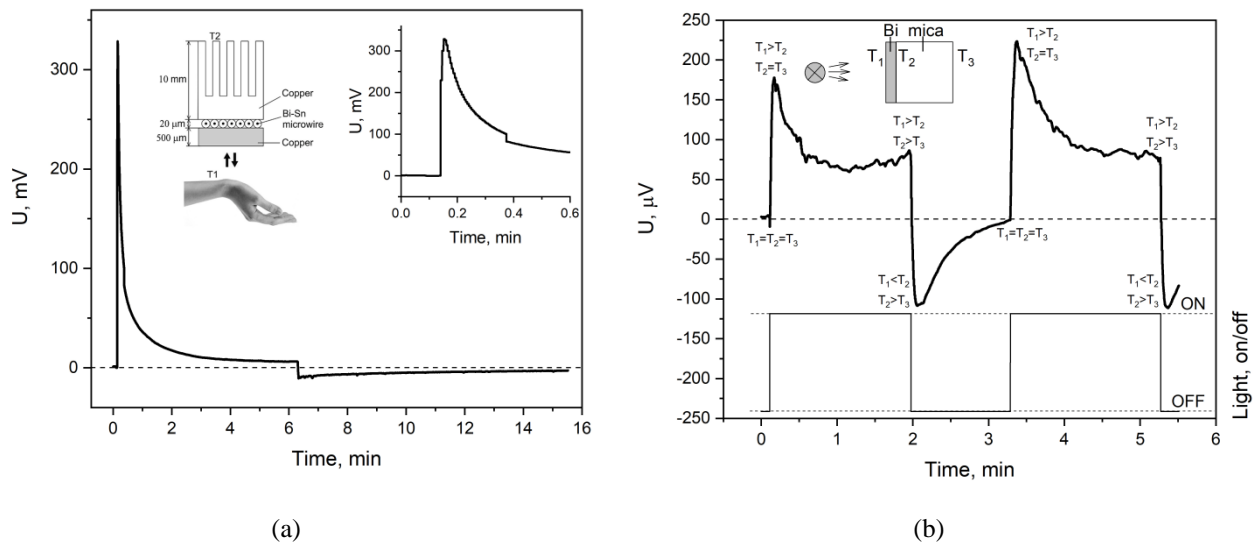 T2
10 mm
Copper
20 μm
Bi-Sn
microwire
500 μm
Copper
T1
300
200
100
0
U, mV
0.0 0.2 0.4 0.6
Time, min
U, mV
300
200
100
0
0 2 4 6 8 10 12 14 16
Time, min
(a)
Bi mica
T₁ T₂ T₃
T₁>T₂
T₂=T₃
T₁>T₂
T₂>T₃
T₁>T₂
T₂=T₃
T₁>T₂
T₂>T₃
T₁=T₂=T₃
T₁=T₂=T₃
T₁<T₂
T₂>T₃
T₁<T₂
T₂>T₃
ON
OFF
U, μV
250
200
150
100
50
0
-25
-50
-100
-150
-200
-250
0 1 2 3 4 5 6
Time, min
Light, on/off
(b)